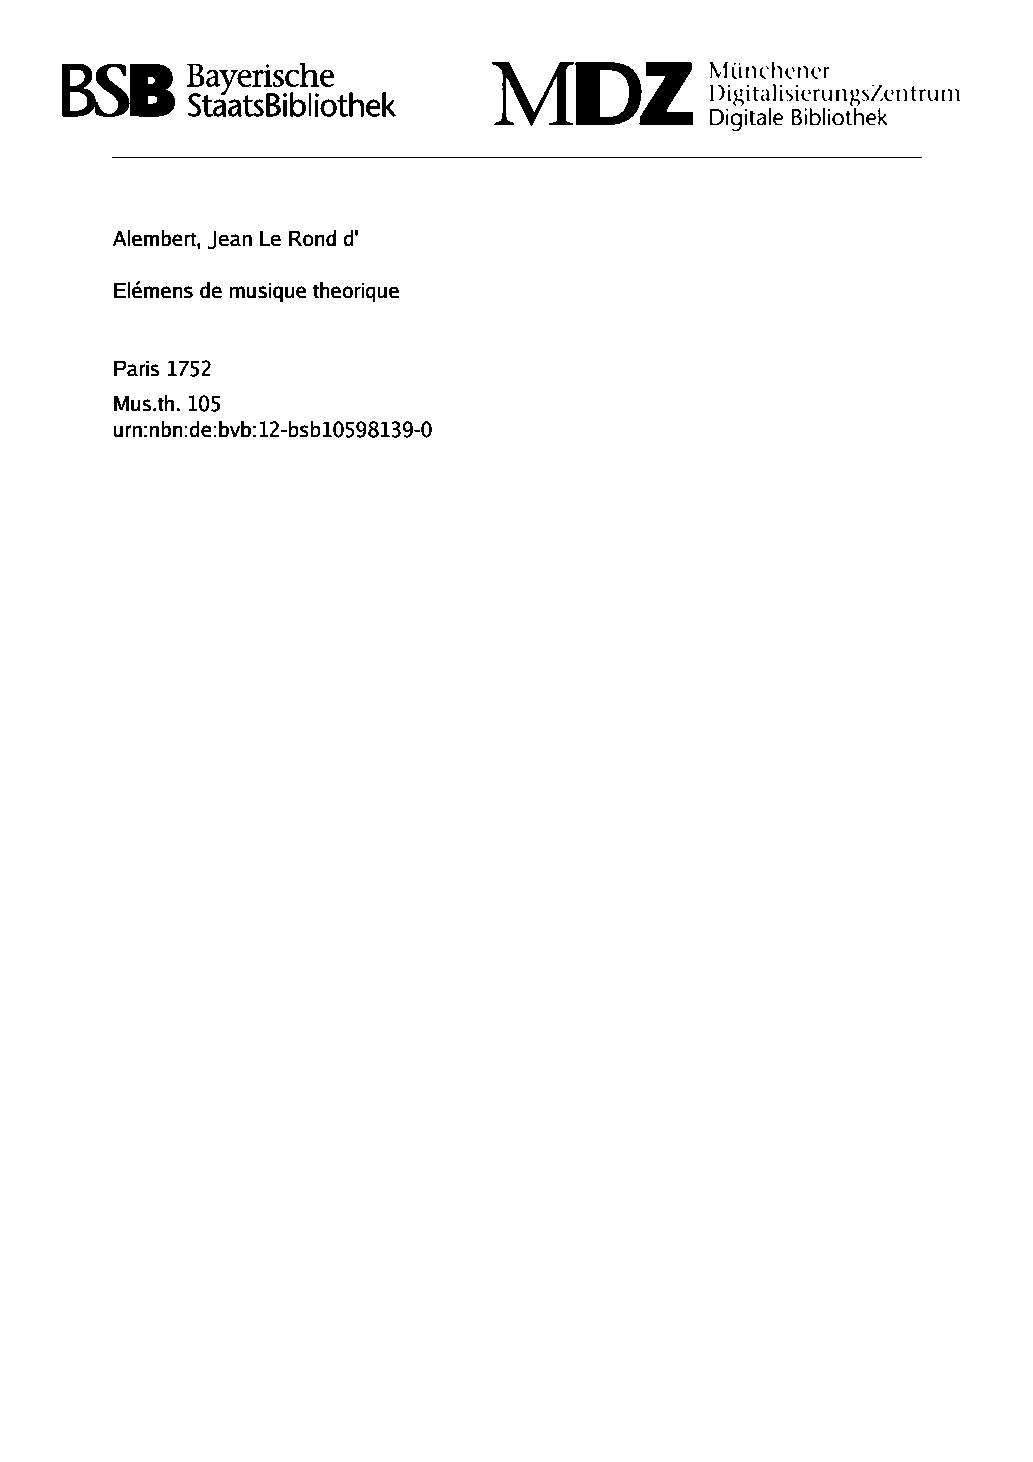 BSB Bayerische
StaatsBibliothek
MDZ Münchener
DigitalisierungsZentrum
Digitale Bibliothek
Alembert, Jean Le Rond d'
Elémens de musique theorique
Paris 1752
Mus.th. 105
urn:nbn:de:bvb:12-bsb10598139-0